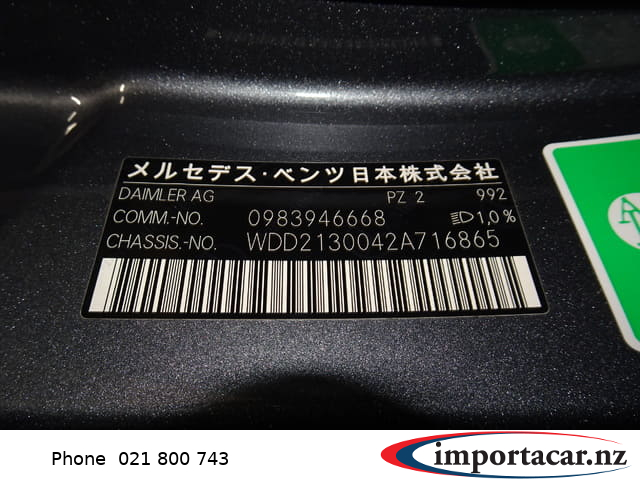 メルセデス・ベンツ日本株式会社
DAIMLER AG PZ 2 992
COMM.-NO. 0983946668 1,0%
CHASSIS.-NO. WDD2130042A716865
Phone 021 800 743
importacar.nz